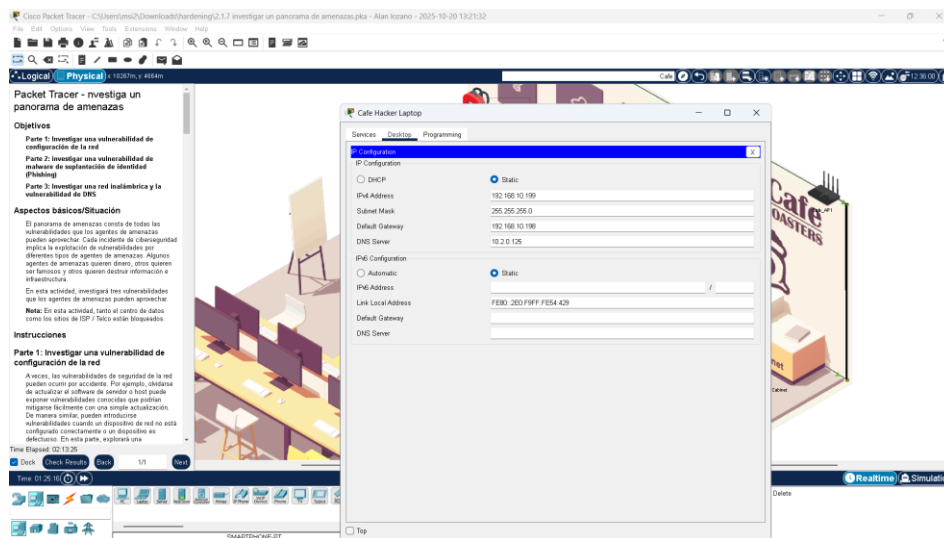 Cisco Packet Tracer - C:\Users\msi2\Downloads\hardening\2.1.7 investigar un panorama de amenazas.pka - Alan lozano - 2025-10-20 13:21:32
File Edit Options View Tools Extensions Window Help
Logical Physical x: 10267m, y: 4664m
Cafe
12:36:00
Packet Tracer - nvestiga un
panorama de amenazas
Objetivos
Parte 1: Investigar una vulnerabilidad de
configuración de la red
Parte 2: Investigar una vulnerabilidad de
malware de suplantación de identidad
(Phishing)
Parte 3: Investigar una red inalámbrica y la
vulnerabilidad de DNS
Aspectos básicos/Situación
El panorama de amenazas consta de todas las
vulnerabilidades que los agentes de amenazas
pueden aprovechar. Cada incidente de ciberseguridad
implica la explotación de vulnerabilidades por
diferentes tipos de agentes de amenazas. Algunos
agentes de amenazas quieren dinero, otros quieren
ser famosos y otros quieren destruir información e
infraestructura.
En esta actividad, investigará tres vulnerabilidades
que los agentes de amenazas pueden aprovechar.
Nota: En esta actividad, tanto el centro de datos
como los sitios de ISP / Telco están bloqueados.
Instrucciones
Parte 1: Investigar una vulnerabilidad de
configuración de la red
A veces, las vulnerabilidades de seguridad de la red
pueden ocurrir por accidente. Por ejemplo, olvidarse
de actualizar el software de servidor o host puede
exponer vulnerabilidades conocidas que podrían
mitigarse fácilmente con una simple actualización.
De manera similar, pueden introducirse
vulnerabilidades cuando un dispositivo de red no está
configurado correctamente o un dispositivo es
defectuoso. En esta parte, explorará una
Time Elapsed: 02:13:25
Dock Check Results Back 1/1 Next
Cafe Hacker Laptop
Services Desktop Programming
IP Configuration X
IP Configuration
DHCP Static
IPv4 Address 192.168.10.199
Subnet Mask 255.255.255.0
Default Gateway 192.168.10.198
DNS Server 10.2.0.125
IPv6 Configuration
Automatic Static
IPv6 Address /
Link Local Address FE80::2E0:F9FF:FE54:429
Default Gateway
DNS Server
Top
Cafe
ROASTERS
Cabinet
Time: 01:25:16
Realtime Simulati
Delete
SMARTPHONE-PT